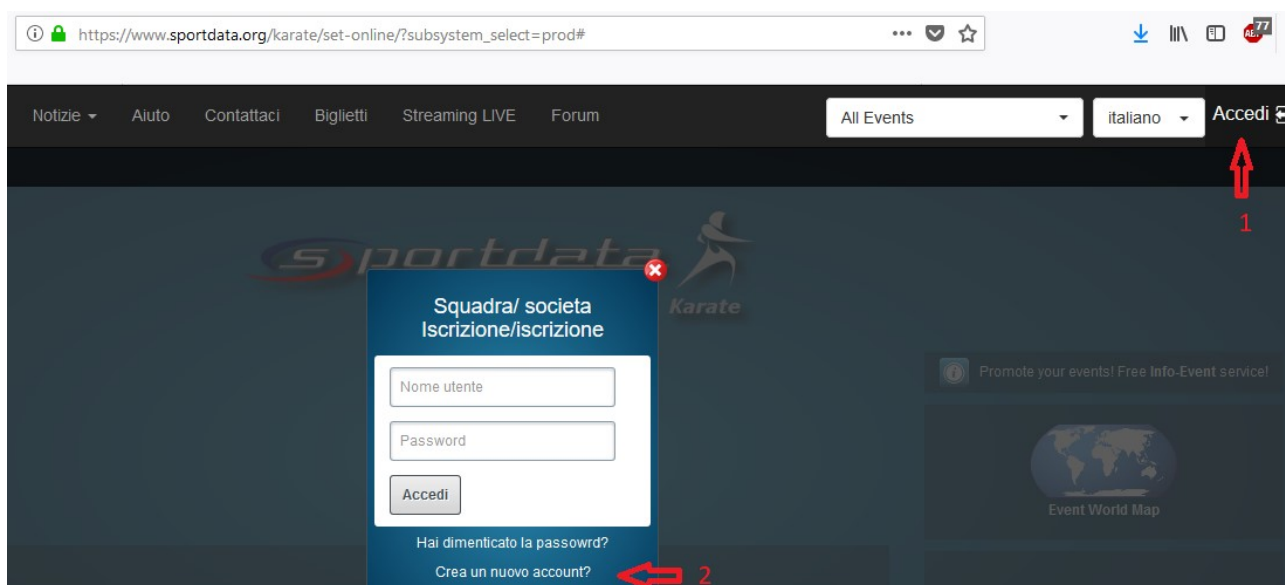 https://www.sportdata.org/karate/set-online/?subsystem_select=prod#
77
Notizie Aiuto Contattaci Biglietti Streaming LIVE Forum All Events italiano Accedi
1
sportdata
Karate
Squadra/ societa
Iscrizione/iscrizione
Nome utente
Password
Accedi
Hai dimenticato la passowrd?
Crea un nuovo account? 2
Promote your events! Free Info-Event service!
Event World Map